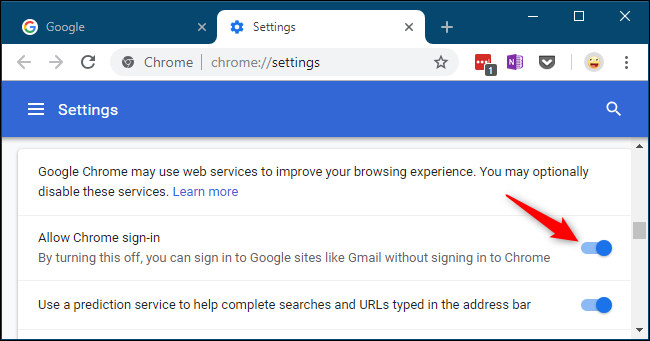 Google
Settings
Chrome
chrome://settings
1
Settings
Google Chrome may use web services to improve your browsing experience. You may optionally
disable these services. Learn more
Allow Chrome sign-in
By turning this off, you can sign in to Google sites like Gmail without signing in to Chrome
Use a prediction service to help complete searches and URLs typed in the address bar